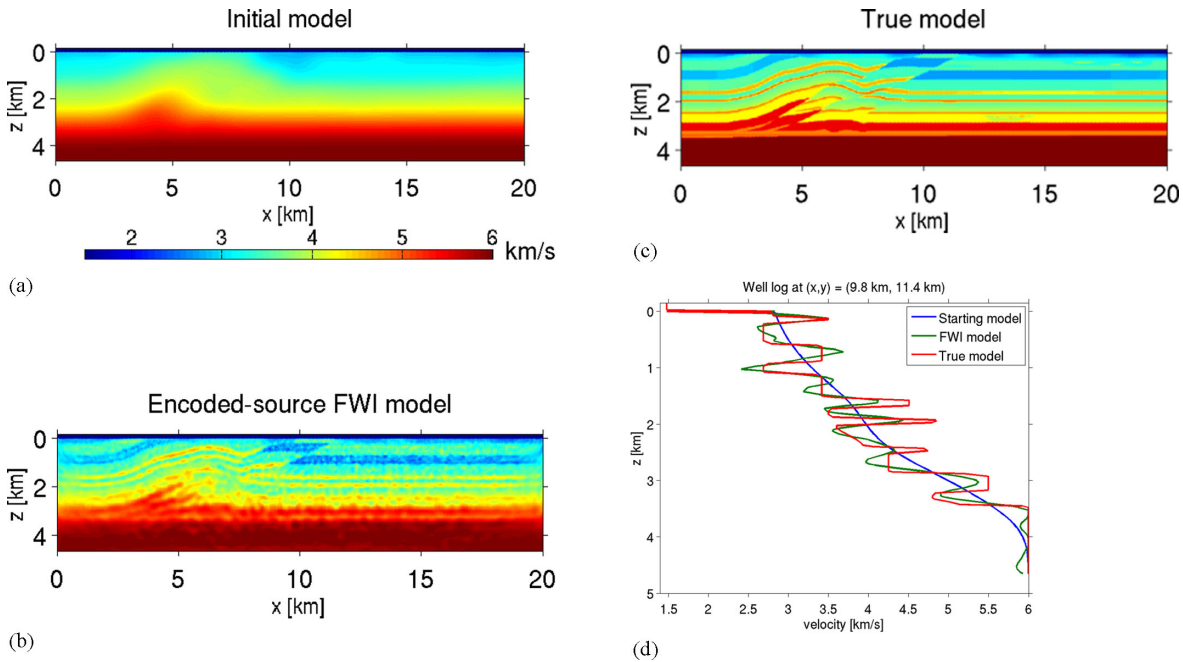 Initial model
0
2
4
z [km]
0 5 10 15 20
x [km]
2 3 4 5 6 km/s
(a)
Encoded-source FWI model
0
2
4
z [km]
0 5 10 15 20
x [km]
(b)
True model
0
2
4
z [km]
0 5 10 15 20
x [km]
(c)
Well log at (x,y) = (9.8 km, 11.4 km)
Starting model
FWI model
True model
0
1
2
3
4
5
z [km]
1.5 2 2.5 3 3.5 4 4.5 5 5.5 6
velocity [km/s]
(d)